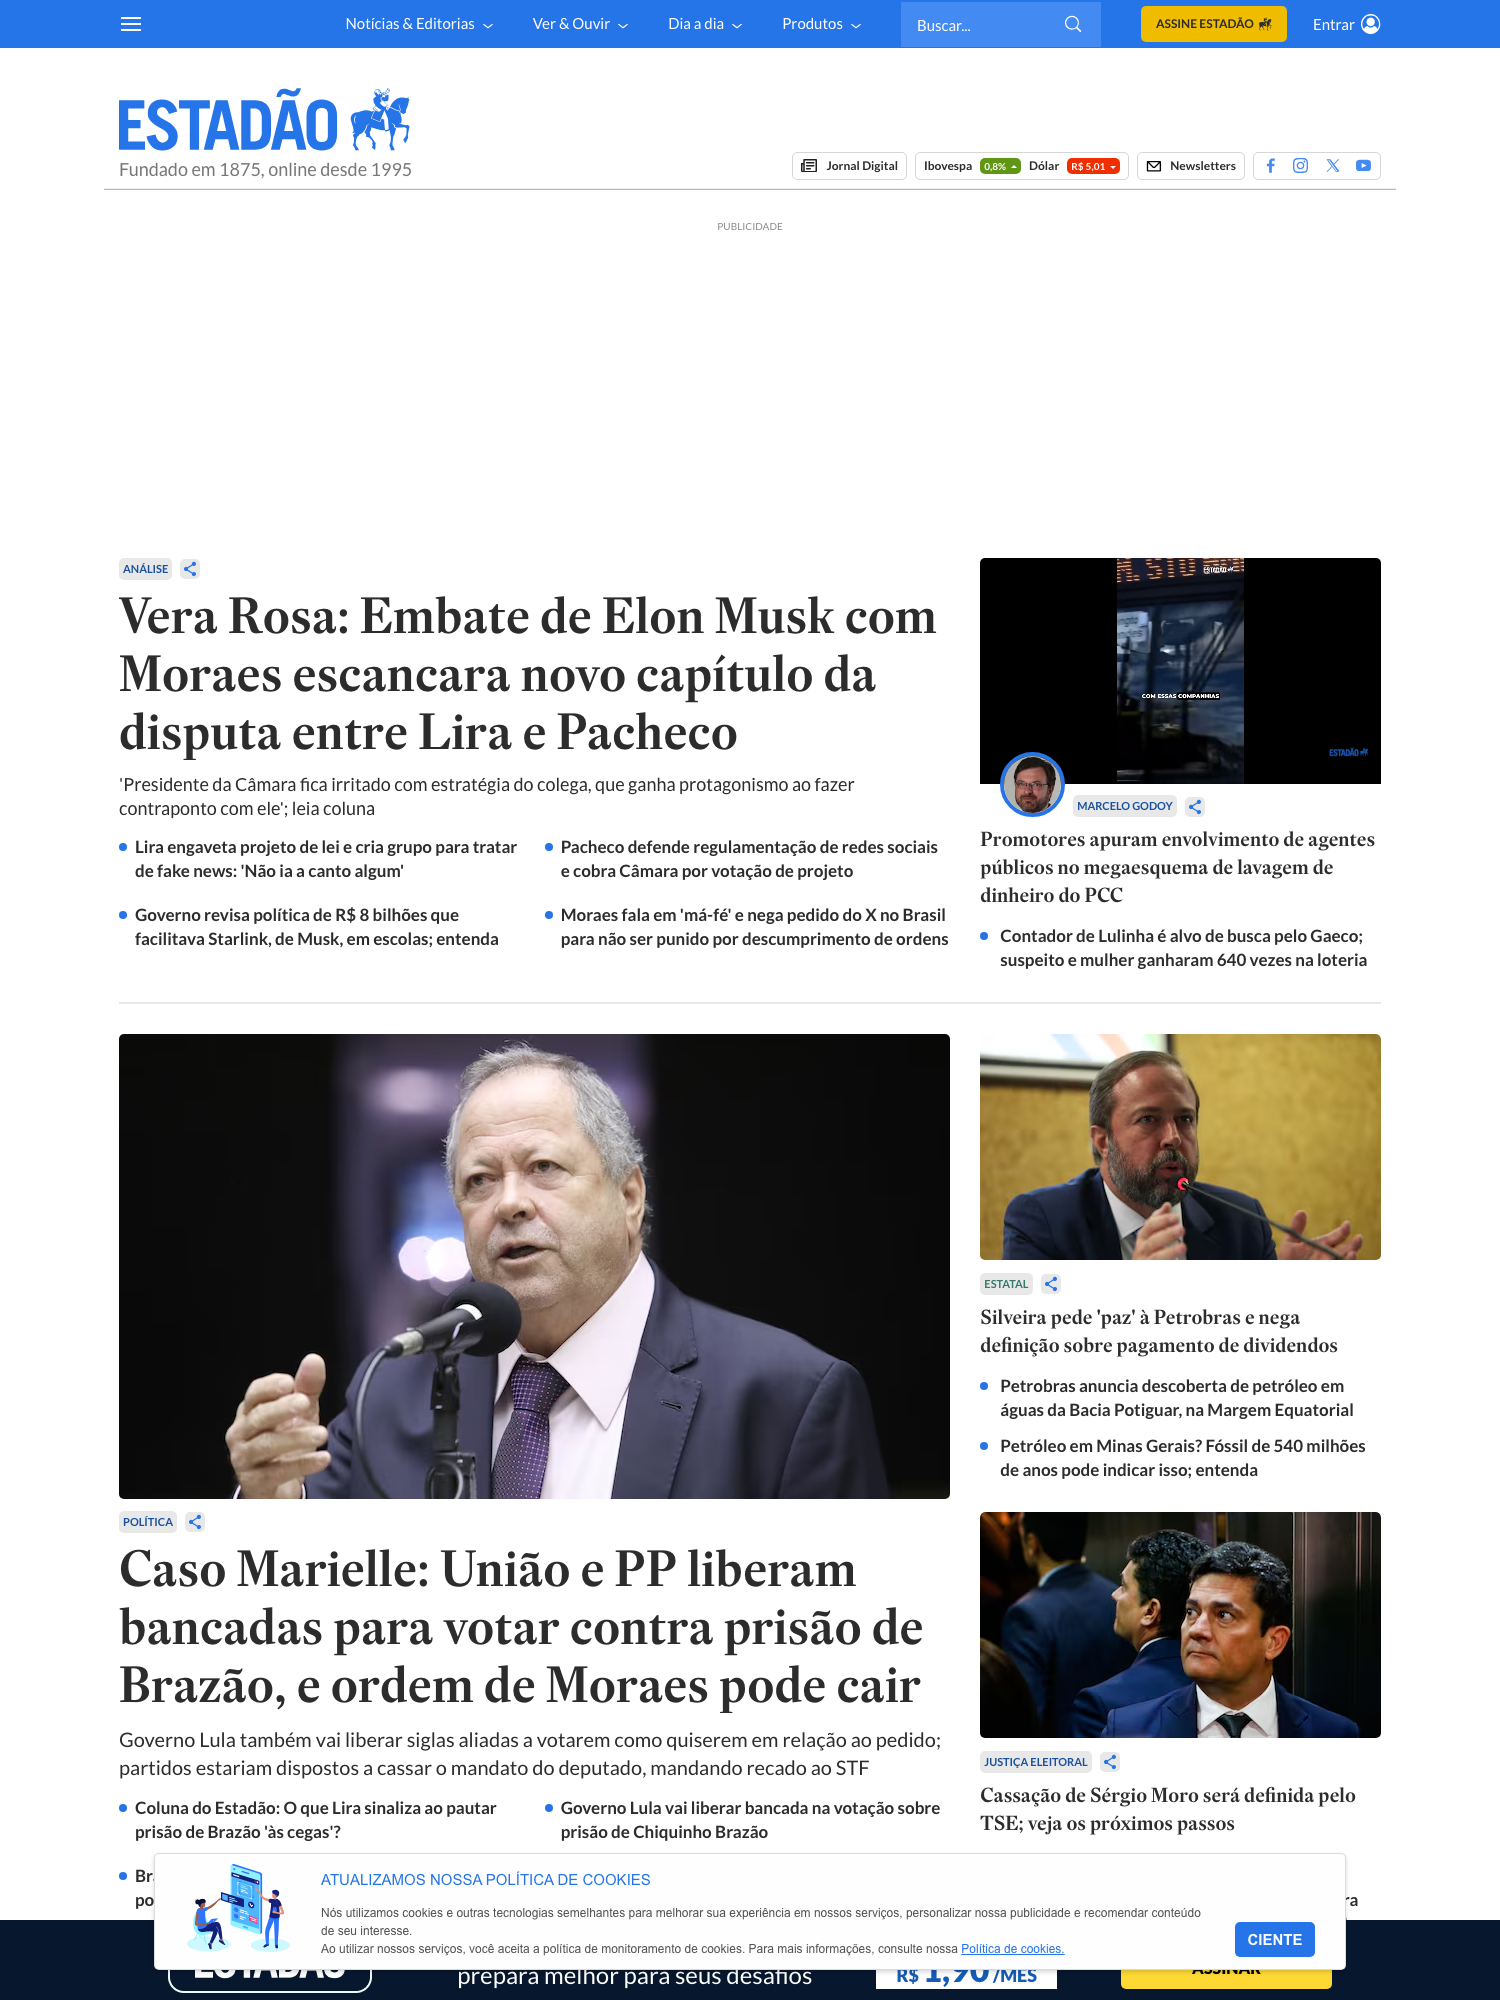 Notícias & Editorias
Ver & Ouvir
Dia a dia
Produtos
Buscar...
ASSINE ESTADÃO
Entrar
ESTADÃO
Fundado em 1875, online desde 1995
Jornal Digital
Ibovespa 0,8% Dólar R$ 5,01
Newsletters
PUBLICIDADE
ANÁLISE
Vera Rosa: Embate de Elon Musk com
Moraes escancara novo capítulo da
disputa entre Lira e Pacheco
'Presidente da Câmara fica irritado com estratégia do colega, que ganha protagonismo ao fazer
contraponto com ele'; leia coluna
Lira engaveta projeto de lei e cria grupo para tratar
de fake news: 'Não ia a canto algum'
Pacheco defende regulamentação de redes sociais
e cobra Câmara por votação de projeto
Governo revisa política de R$ 8 bilhões que
facilitava Starlink, de Musk, em escolas; entenda
Moraes fala em 'má-fé' e nega pedido do X no Brasil
para não ser punido por descumprimento de ordens
ESTADÃO
COM ESSAS COMPANHIAS
ESTADÃO
MARCELO GODOY
Promotores apuram envolvimento de agentes
públicos no megaesquema de lavagem de
dinheiro do PCC
Contador de Lulinha é alvo de busca pelo Gaeco;
suspeito e mulher ganharam 640 vezes na loteria
POLÍTICA
Caso Marielle: União e PP liberam
bancadas para votar contra prisão de
Brazão, e ordem de Moraes pode cair
Governo Lula também vai liberar siglas aliadas a votarem como quiserem em relação ao pedido;
partidos estariam dispostos a cassar o mandato do deputado, mandando recado ao STF
Coluna do Estadão: O que Lira sinaliza ao pautar
prisão de Brazão 'às cegas'?
Governo Lula vai liberar bancada na votação sobre
prisão de Chiquinho Brazão
ESTATAL
Silveira pede 'paz' à Petrobras e nega
definição sobre pagamento de dividendos
Petrobras anuncia descoberta de petróleo em
águas da Bacia Potiguar, na Margem Equatorial
Petróleo em Minas Gerais? Fóssil de 540 milhões
de anos pode indicar isso; entenda
JUSTIÇA ELEITORAL
Cassação de Sérgio Moro será definida pelo
TSE; veja os próximos passos
ATUALIZAMOS NOSSA POLÍTICA DE COOKIES
Nós utilizamos cookies e outras tecnologias semelhantes para melhorar sua experiência em nossos serviços, personalizar nossa publicidade e recomendar conteúdo
de seu interesse.
Ao utilizar nossos serviços, você aceita a política de monitoramento de cookies. Para mais informações, consulte nossa Política de cookies.
CIENTE
ESTADÃO
prepara melhor para seus desafios
R$ 1,90 /MÊS
ASSINAR